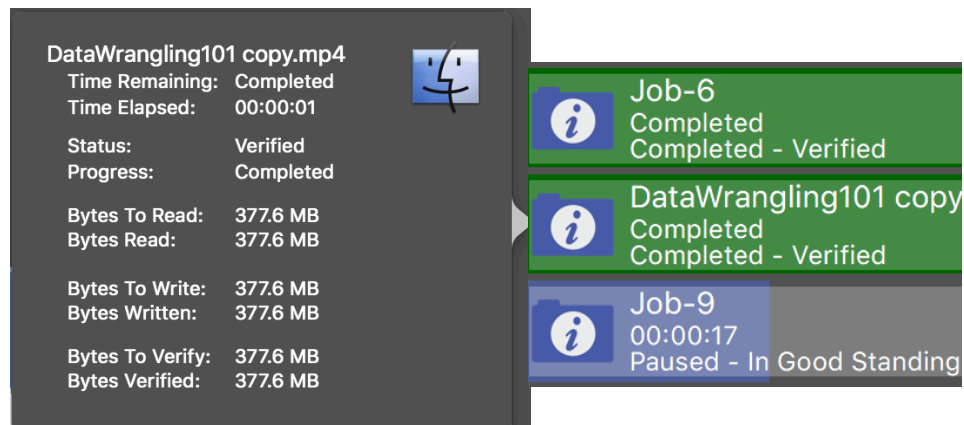 DataWrangling101 copy.mp4
Time Remaining: Completed
Time Elapsed: 00:00:01
Status: Verified
Progress: Completed
Bytes To Read: 377.6 MB
Bytes Read: 377.6 MB
Bytes To Write: 377.6 MB
Bytes Written: 377.6 MB
Bytes To Verify: 377.6 MB
Bytes Verified: 377.6 MB
Job-6
Completed
Completed - Verified
DataWrangling101 copy
Completed
Completed - Verified
Job-9
00:00:17
Paused - In Good Standing